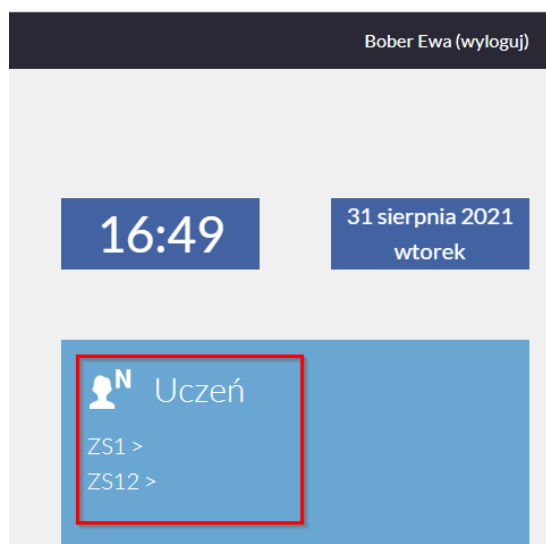 Bober Ewa (wyloguj)
16:49
31 sierpnia 2021
wtorek
N Uczeń
ZS1 >
ZS12 >